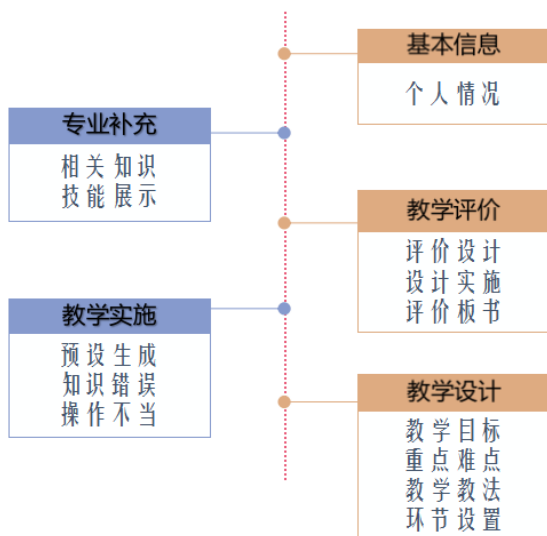 基本信息
个人情况
专业补充
相关知识
技能展示
教学评价
评价设计
设计实施
评价板书
教学实施
预设生成
知识错误
操作不当
教学设计
教学目标
重点难点
教学教法
环节设置